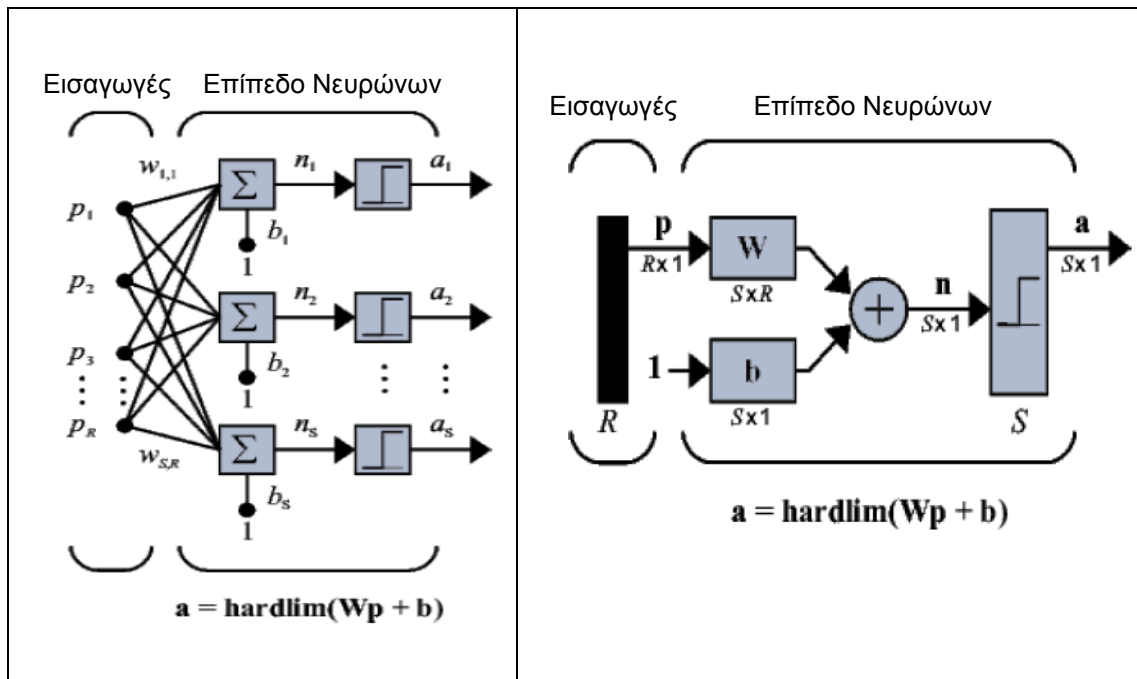 Εισαγωγές Επίπεδο Νευρώνων
w1,1 n1 a1
p1 Σ
b1
1
p2 n2 a2
Σ
p3 b2
1
pR nS aS
Σ
wS,R
bS
1
a = hardlim(Wp + b)
Εισαγωγές Επίπεδο Νευρώνων
p a
Rx1 W Sx1
SxR n
+ Sx1
1 b
R Sx1 S
a = hardlim(Wp + b)